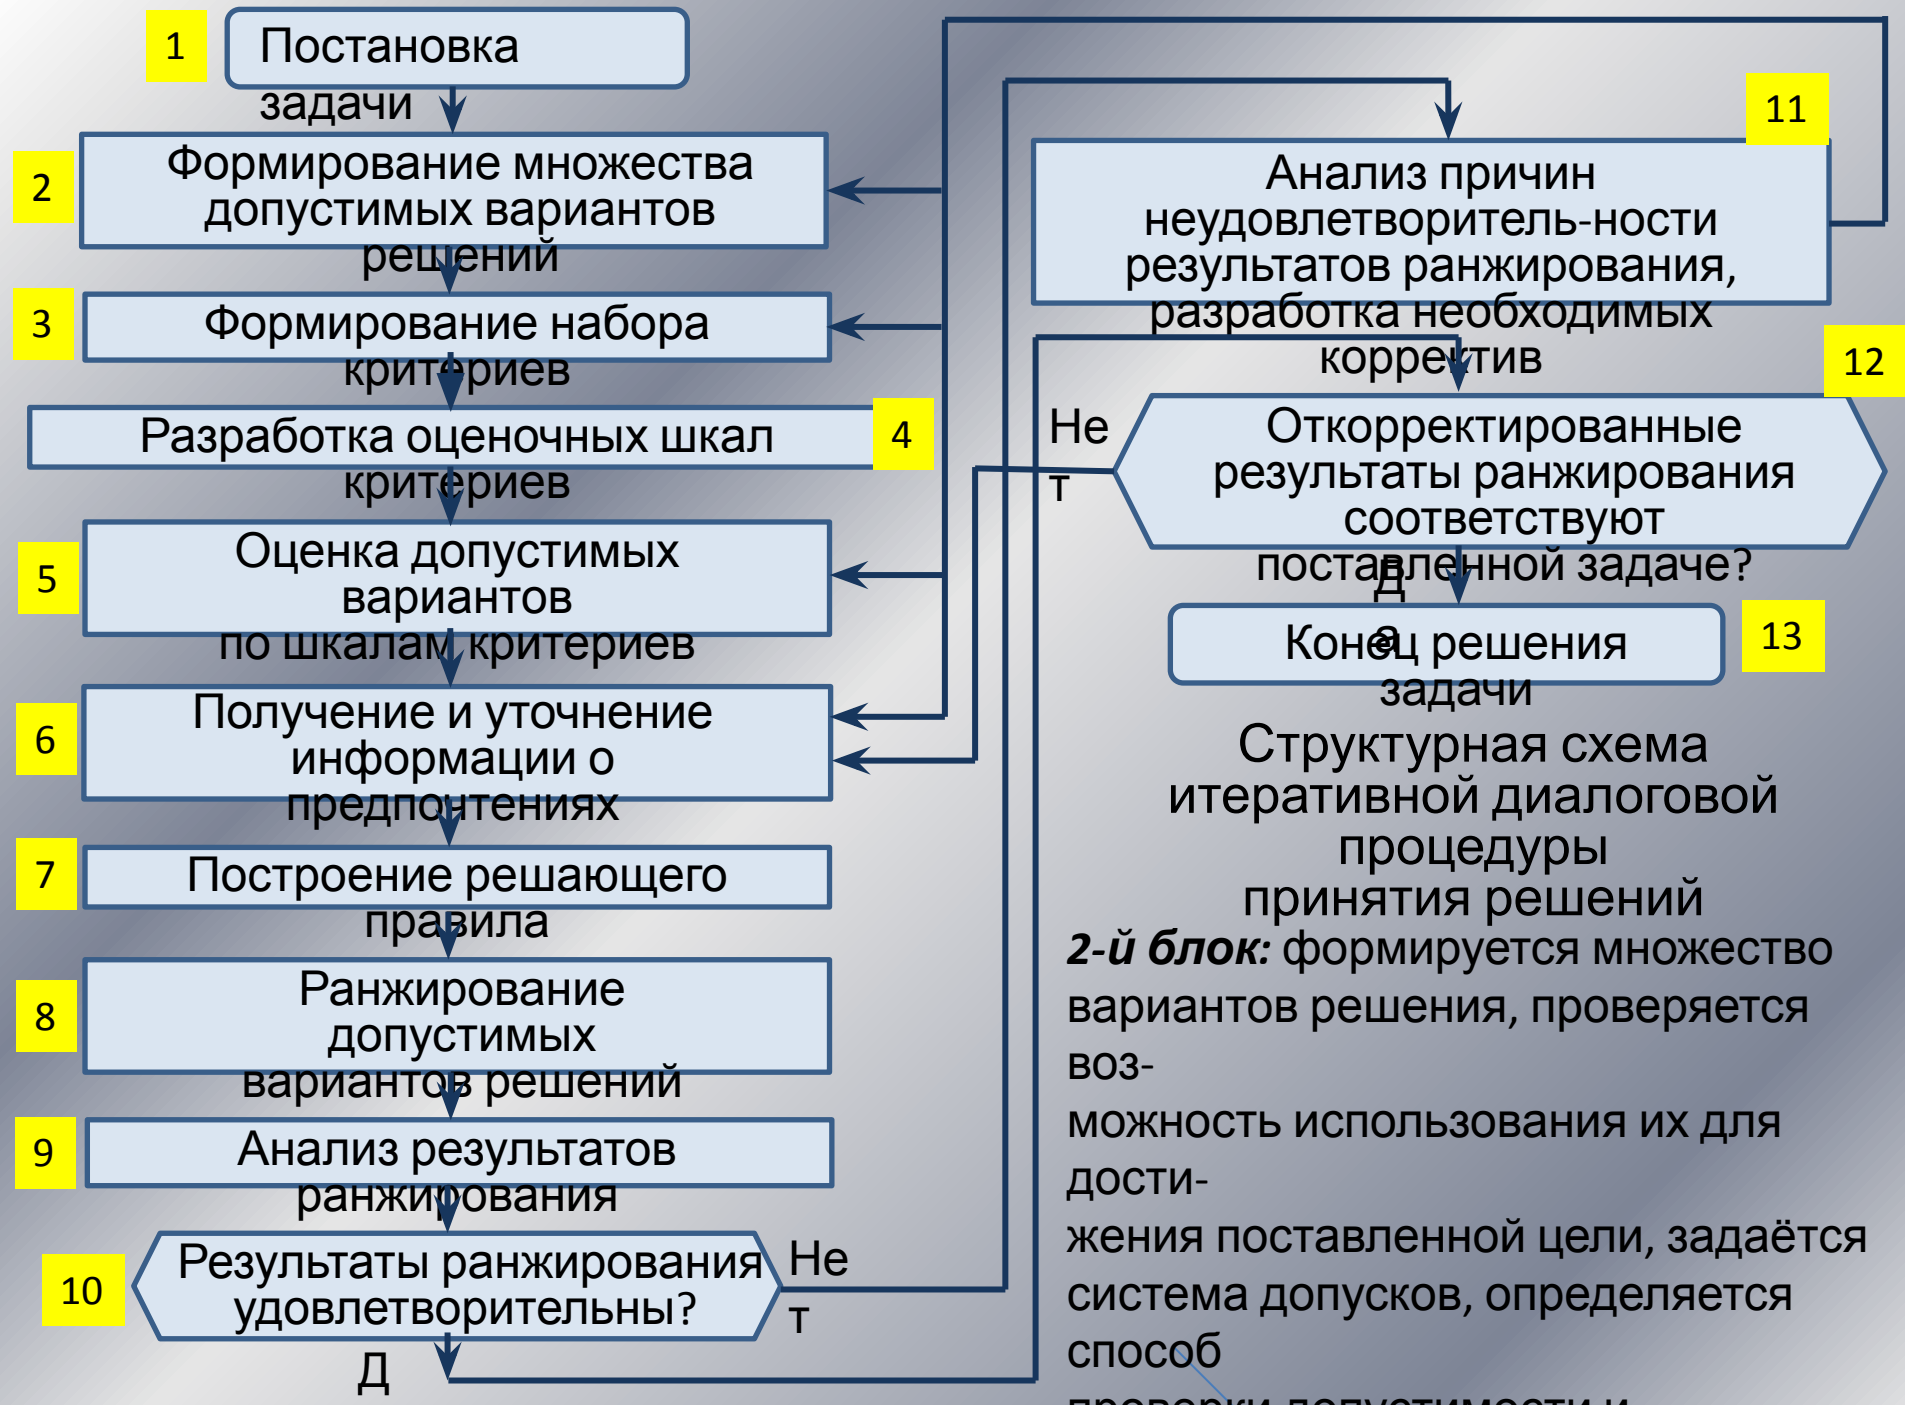 1
Постановка
задачи
2
Формирование множества
допустимых вариантов
решений
3
Формирование набора
критериев
4
Разработка оценочных шкал
критериев
5
Оценка допустимых
вариантов
по шкалам критериев
6
Получение и уточнение
информации о
предпочтениях
7
Построение решающего
правила
8
Ранжирование
допустимых
вариантов решений
9
Анализ результатов
ранжирования
10
Результаты ранжирования
удовлетворительны?
Не
т
Д
11
Анализ причин
неудовлетворитель-ности
результатов ранжирования,
разработка необходимых
корректив
12
Откорректированные
результаты ранжирования
соответствуют
поставленной задаче?
Не
т
Д
а
13
Конец решения
задачи
Структурная схема
итеративной диалоговой
процедуры
принятия решений
2-й блок: формируется множество
вариантов решения, проверяется
воз-
можность использования их для
дости-
жения поставленной цели, задаётся
система допусков, определяется
способ
проверки допустимости и